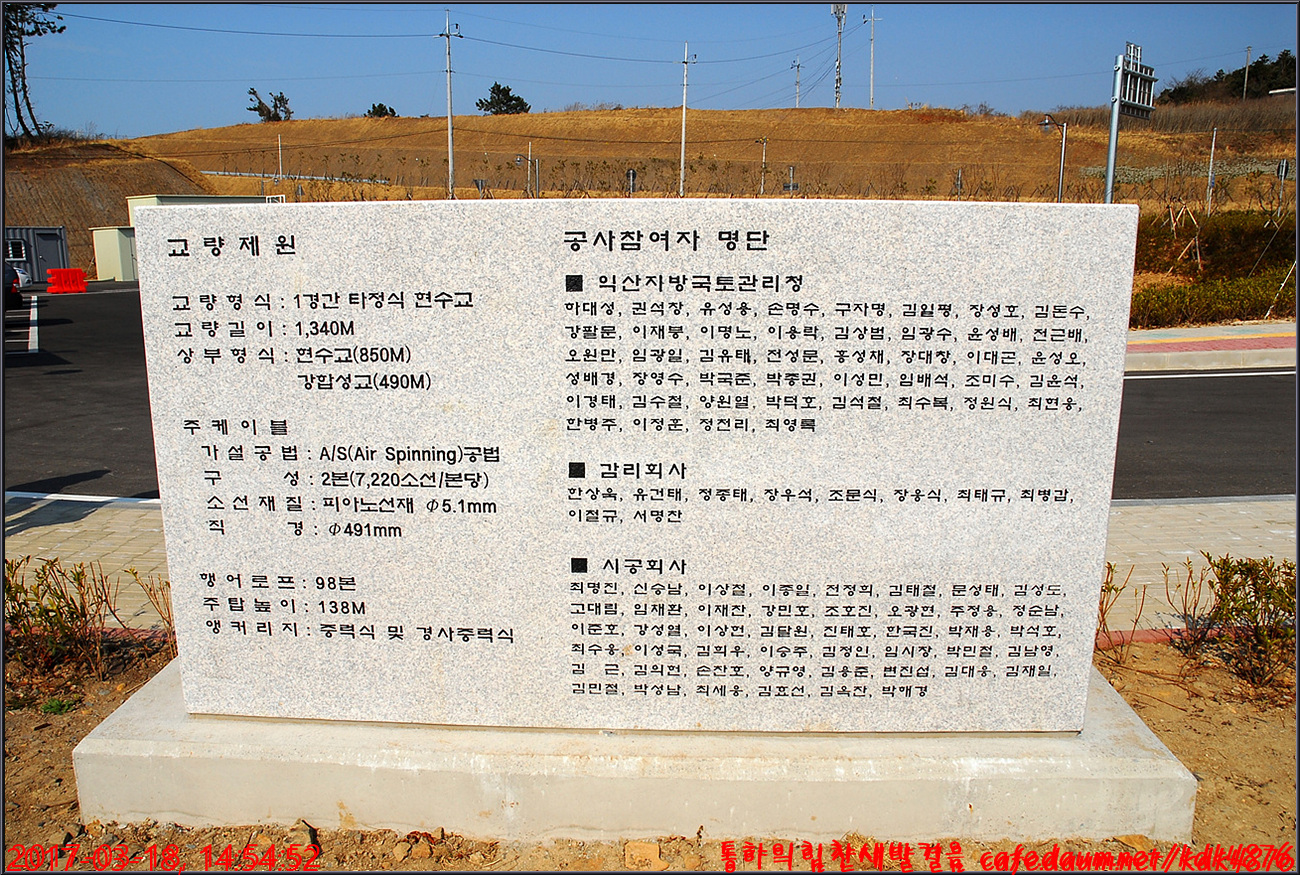 교량제원
교량형식 : 1경간 타정식 현수교
교량길이 : 1,340M
상부형식 : 현수교(850M)
강합성교(490M)
주케이블
가설공법 : A/S(Air Spinning)공법
구 성 : 2본(7,220소선/본당)
소선재질 : 피아노선재 Φ5.1mm
직 경 : Φ491mm
행어로프 : 98본
주탑높이 : 138M
앵커리지 : 중력식 및 경사중력식
공사참여자 명단
■ 익산지방국토관리청
하대성, 권석창, 유성용, 손명수, 구자명, 김일평, 장성호, 김돈수,
강팔문, 이재붕, 이명노, 이용락, 김상범, 임광수, 윤성배, 전근배,
오원만, 임광일, 김유태, 전성문, 홍성재, 장대창, 이대곤, 윤성오,
성배경, 장영수, 박국준, 박종권, 이성민, 임배석, 조미수, 김윤석,
이경태, 김수철, 양원열, 박덕호, 김석철, 최수복, 정원식, 최현웅,
한병주, 이정훈, 정천리, 최영록
■ 감리회사
한상옥, 유건태, 정종태, 장우석, 조문식, 장용식, 최태규, 최병갑,
이철규, 서명찬
■ 시공회사
최명진, 신승남, 이상철, 이종일, 전정희, 김태철, 문성태, 김성도,
고대림, 임재환, 이재찬, 강민호, 조호진, 오광현, 주정용, 정순남,
이준호, 강성열, 이상헌, 김달원, 진태호, 한국진, 박재용, 박석호,
최수웅, 이성국, 김희우, 이승주, 김정인, 임시장, 박민철, 김남영,
김 근, 김의헌, 손찬호, 양규영, 김용준, 변진섭, 김대웅, 김재일,
김민철, 박성남, 최세웅, 김효선, 김옥찬, 박해경
2017-03-18, 14:54:52
통하의힘찬새발걸음 cafe.daum.net/kdk4876